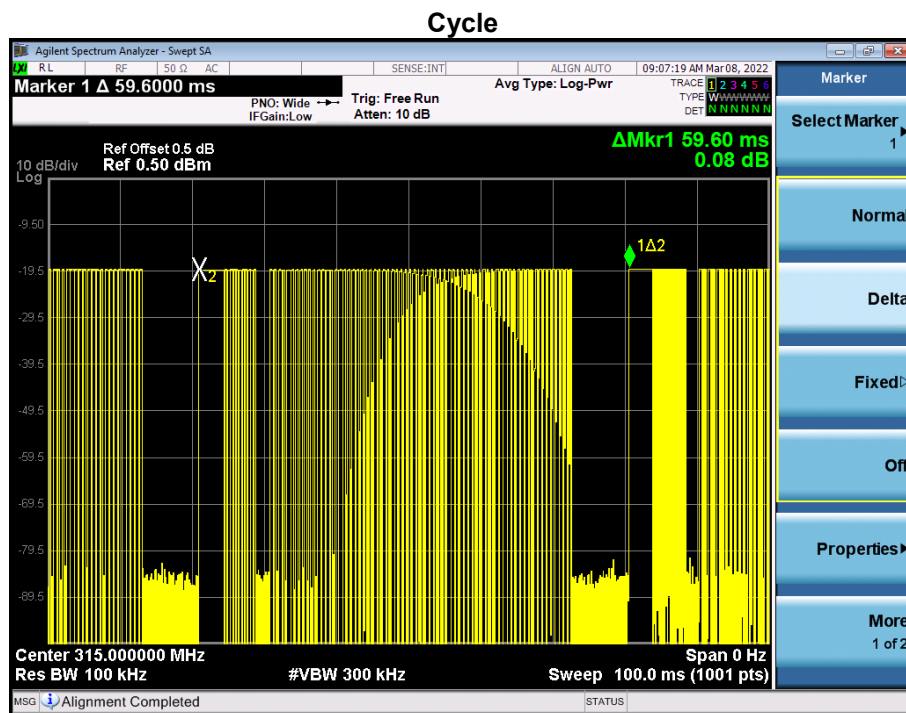 Cycle
Agilent Spectrum Analyzer - Swept SA
LXI RL RF 50 Ω AC SENSE:INT ALIGN AUTO 09:07:19 AM Mar 08, 2022
Marker 1 Δ 59.6000 ms
PNO: Wide
IFGain:Low
Trig: Free Run
Atten: 10 dB
Avg Type: Log-Pwr
TRACE 1 2 3 4 5 6
TYPE WWWWWW
DET N N N N N N
ΔMkr1 59.60 ms
0.08 dB
Ref Offset 0.5 dB
10 dB/div Ref 0.50 dBm
Log
-9.50
-19.5
-29.5
-39.5
-49.5
-59.5
-69.5
-79.5
-89.5
X2
1Δ2
Center 315.000000 MHz Span 0 Hz
Res BW 100 kHz #VBW 300 kHz Sweep 100.0 ms (1001 pts)
MSG Alignment Completed STATUS
Marker
Select Marker
1
Normal
Delta
Fixed
Off
Properties
More
1 of 2